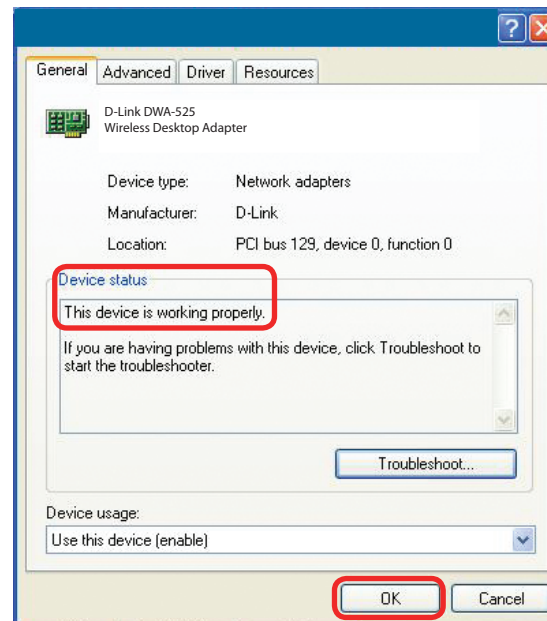 ?
General Advanced Driver Resources
D-Link DWA-525
Wireless Desktop Adapter
Device type: Network adapters
Manufacturer: D-Link
Location: PCI bus 129, device 0, function 0
Device status
This device is working properly.
If you are having problems with this device, click Troubleshoot to
start the troubleshooter.
Troubleshoot...
Device usage:
Use this device (enable)
OK Cancel